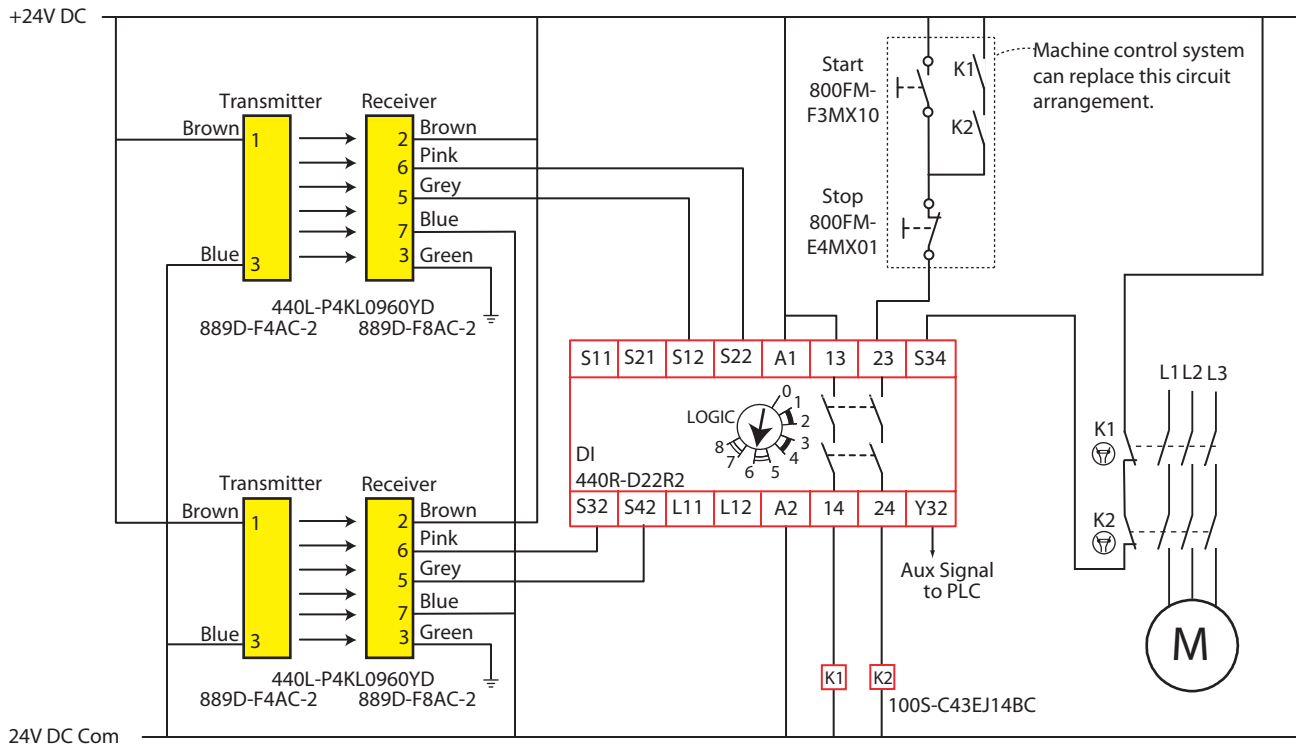 +24V DC
Transmitter
Receiver
Brown
1
2
Brown
6
Pink
5
Grey
7
Blue
Blue
3
3
Green
440L-P4KL0960YD
889D-F4AC-2
889D-F8AC-2
Start
800FM-
F3MX10
K1
K2
Machine control system
can replace this circuit
arrangement.
Stop
800FM-
E4MX01
S11 S21 S12 S22 A1 13 23 S34
LOGIC
0
1
2
3
4
5
6
7
8
DI
440R-D22R2
S32 S42 L11 L12 A2 14 24 Y32
Aux Signal
to PLC
L1 L2 L3
K1
K2
M
Transmitter
Receiver
Brown
1
2
Brown
6
Pink
5
Grey
7
Blue
Blue
3
3
Green
440L-P4KL0960YD
889D-F4AC-2
889D-F8AC-2
K1
K2
100S-C43EJ14BC
24V DC Com